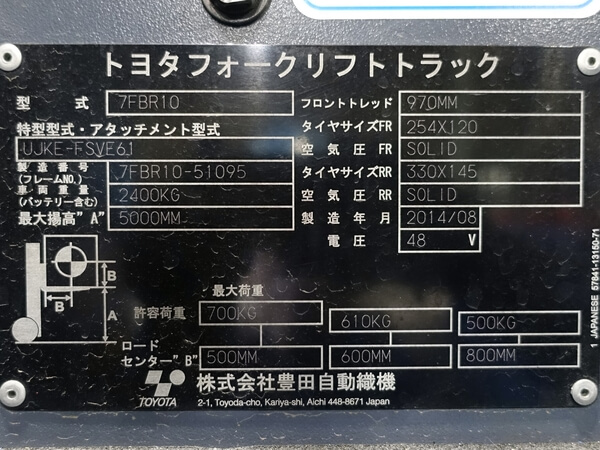 トヨタフォークリフトトラック
型式 7FBR10 フロントトレッド 970MM
特型型式・アタッチメント型式 タイヤサイズFR 254X120
UJKE-FSVE61 空気圧 FR SOLID
製造番号 (フレームNO.) 7FBR10-51095 タイヤサイズRR 330X145
車両重量 (バッテリー含む) 2400KG 空気圧 RR SOLID
最大揚高"A" 5000MM 製造年月 2014/08
電圧 48 V
B
B
A
最大荷重
許容荷重 700KG 610KG 500KG
ロード
センター"B" 500MM 600MM 800MM
TOYOTA 株式会社豊田自動織機
2-1, Toyoda-cho, Kariya-shi, Aichi 448-8671 Japan
1 JAPANESE 57841-13150-71